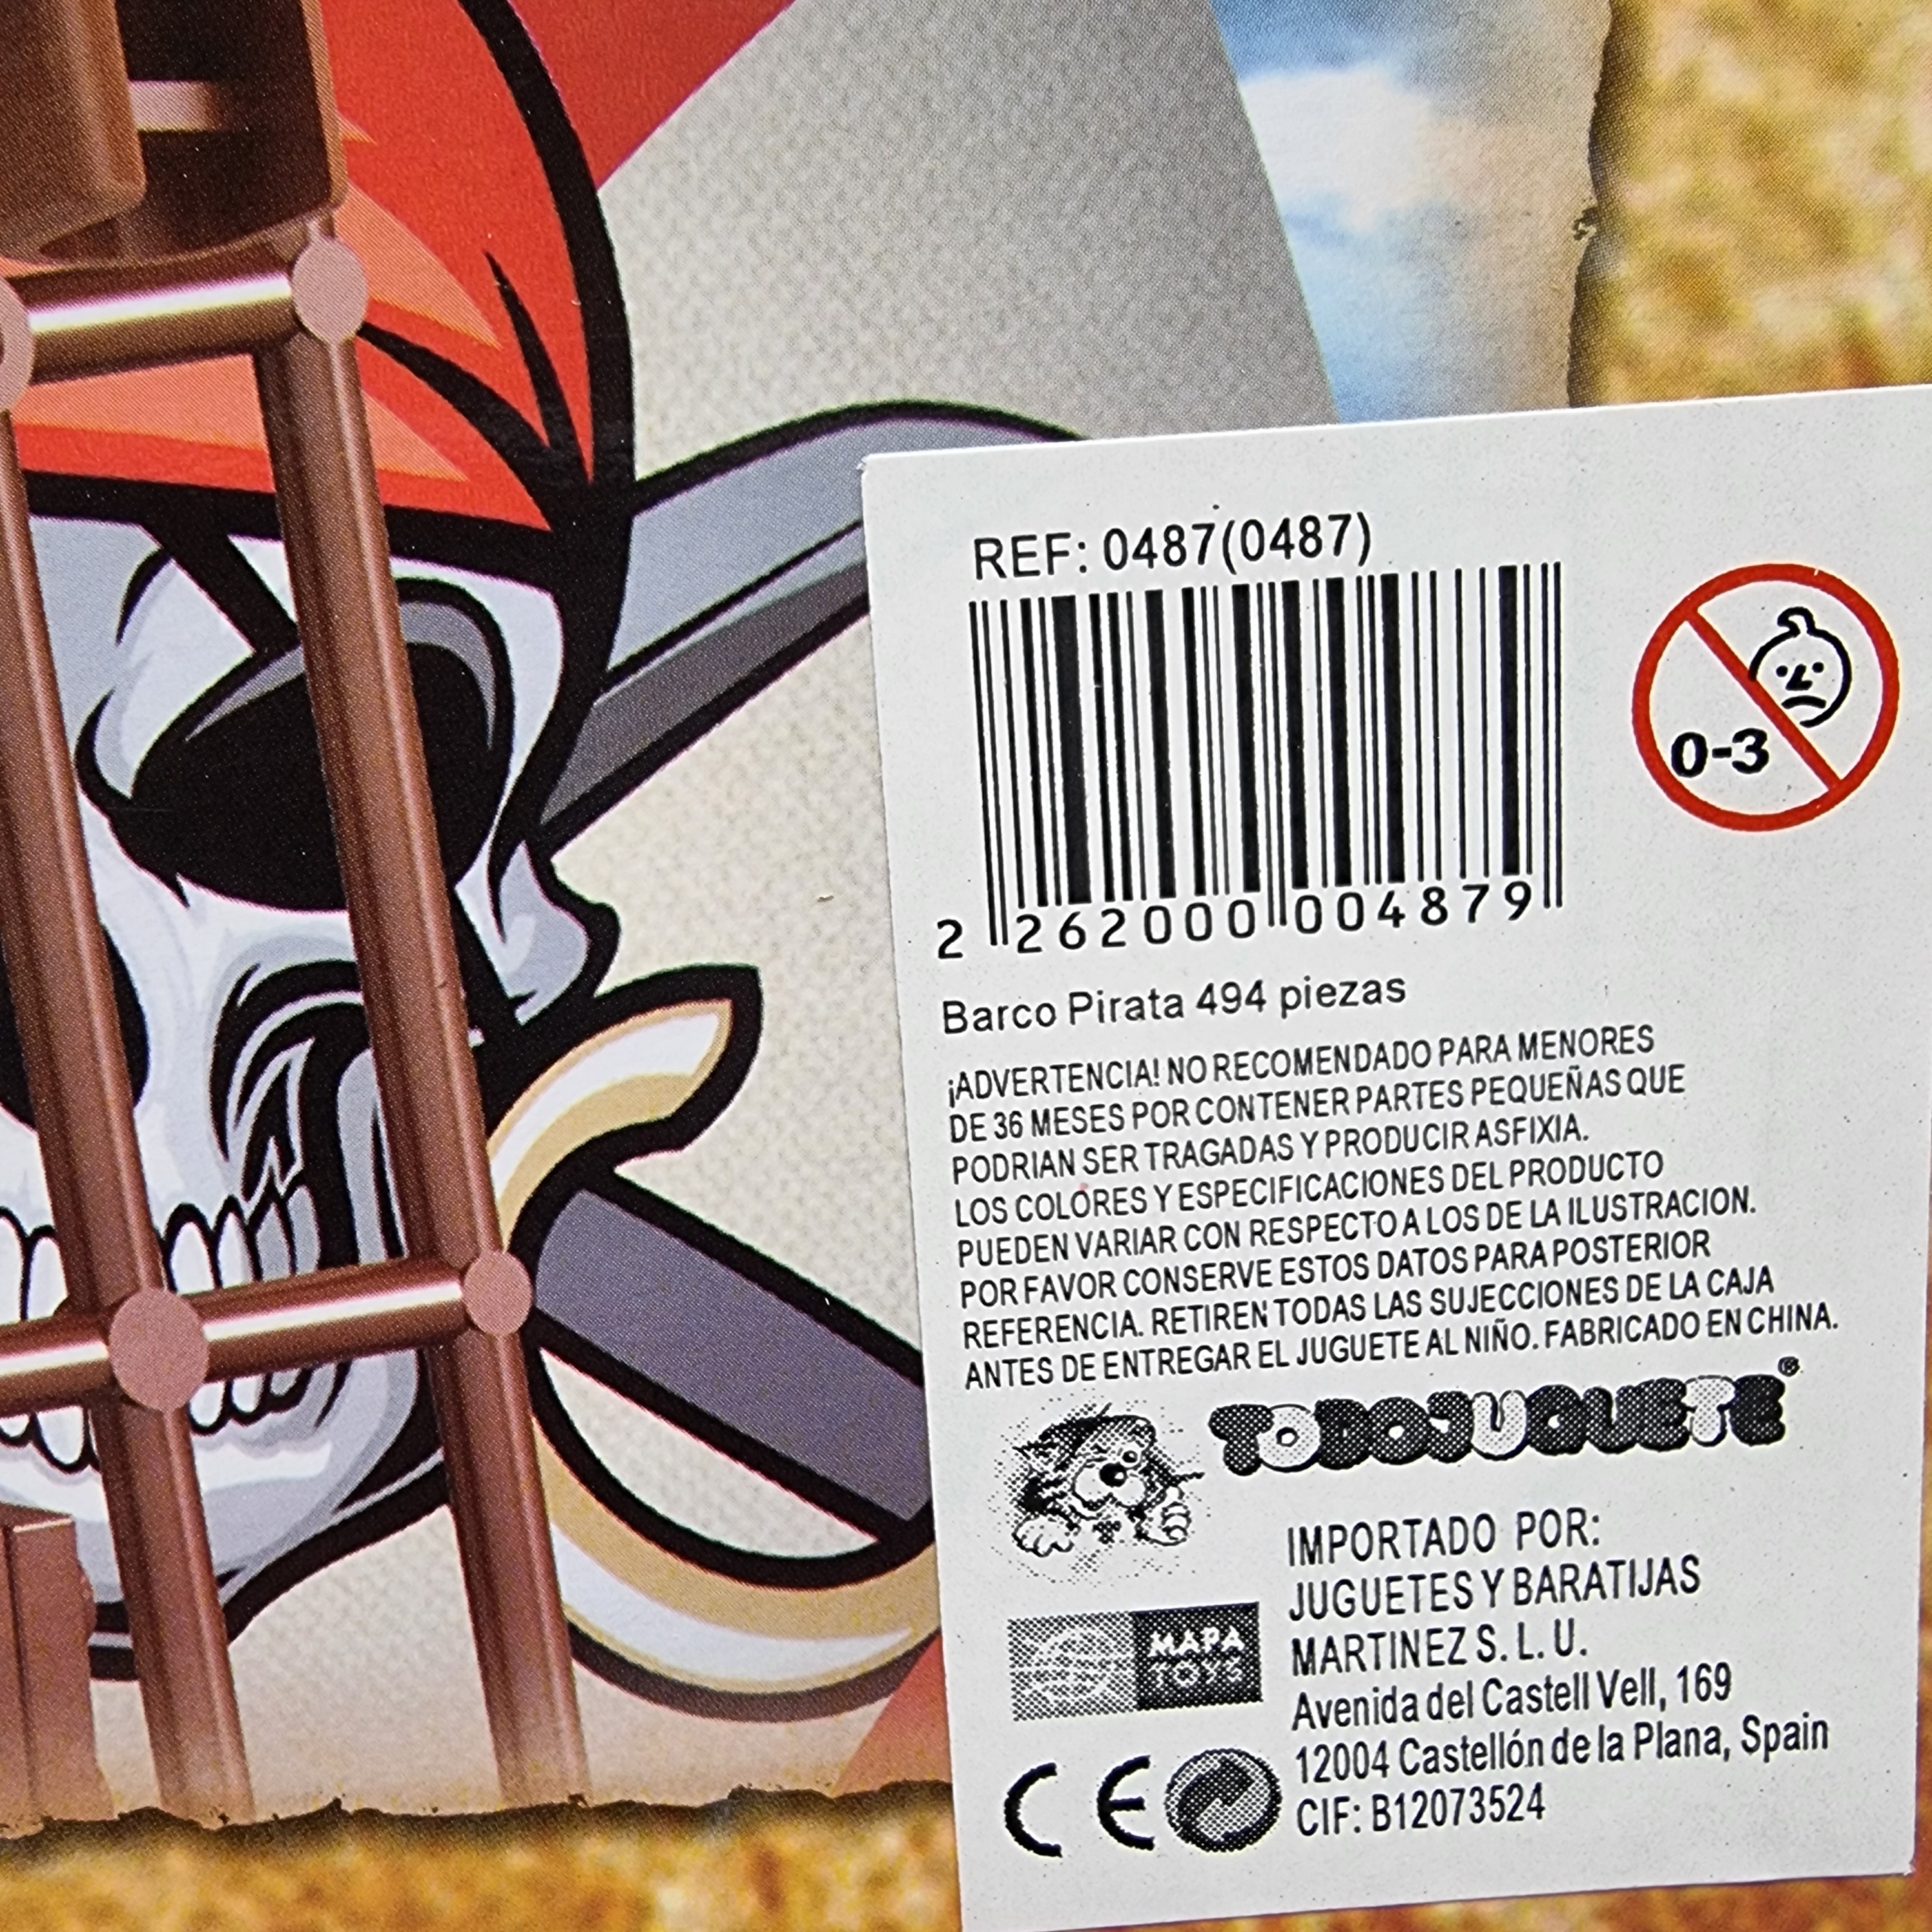 REF: 0487(0487)
0-3
2 262000 004879
Barco Pirata 494 piezas
¡ADVERTENCIA! NO RECOMENDADO PARA MENORES
DE 36 MESES POR CONTENER PARTES PEQUEÑAS QUE
PODRIAN SER TRAGADAS Y PRODUCIR ASFIXIA.
LOS COLORES Y ESPECIFICACIONES DEL PRODUCTO
PUEDEN VARIAR CON RESPECTO A LOS DE LA ILUSTRACION.
POR FAVOR CONSERVE ESTOS DATOS PARA POSTERIOR
REFERENCIA. RETIREN TODAS LAS SUJECCIONES DE LA CAJA
ANTES DE ENTREGAR EL JUGUETE AL NIÑO. FABRICADO EN CHINA.
TODOJUGUETE®
IMPORTADO POR:
JUGUETES Y BARATIJAS
MARTINEZ S. L. U.
MAPA
TOYS
Avenida del Castell Vell, 169
12004 Castellón de la Plana, Spain
CIF: B12073524
CE